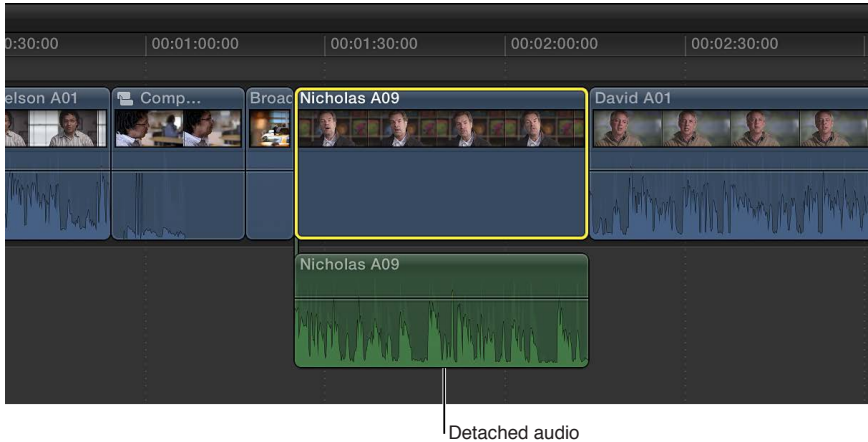 0:30:00 00:01:00:00 00:01:30:00 00:02:00:00 00:02:30:00
elson A01 Comp... Broad Nicholas A09 David A01
Nicholas A09
Detached audio